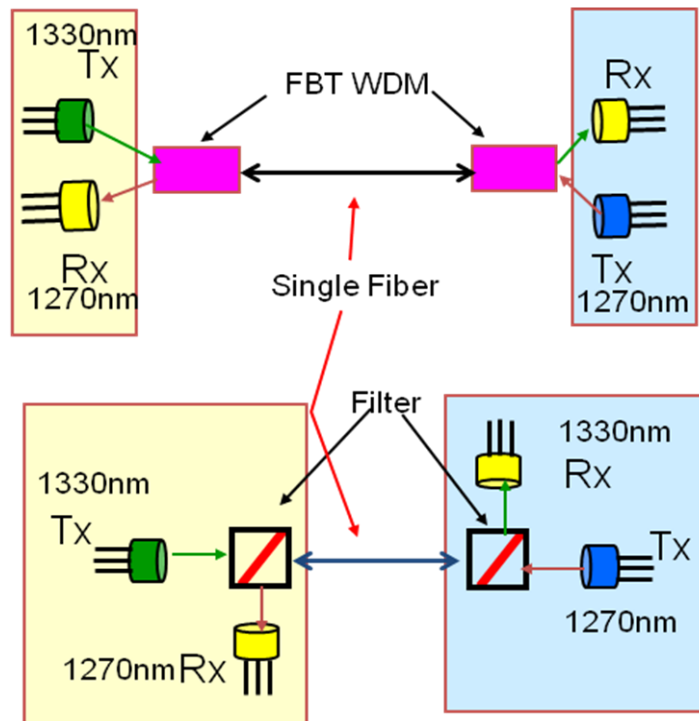 1330nm
Tx
FBT WDM
Rx
Rx
1270nm
Single Fiber
Tx
1270nm
Filter
1330nm
Rx
1330nm
Tx
Tx
1270nm
1270nm Rx